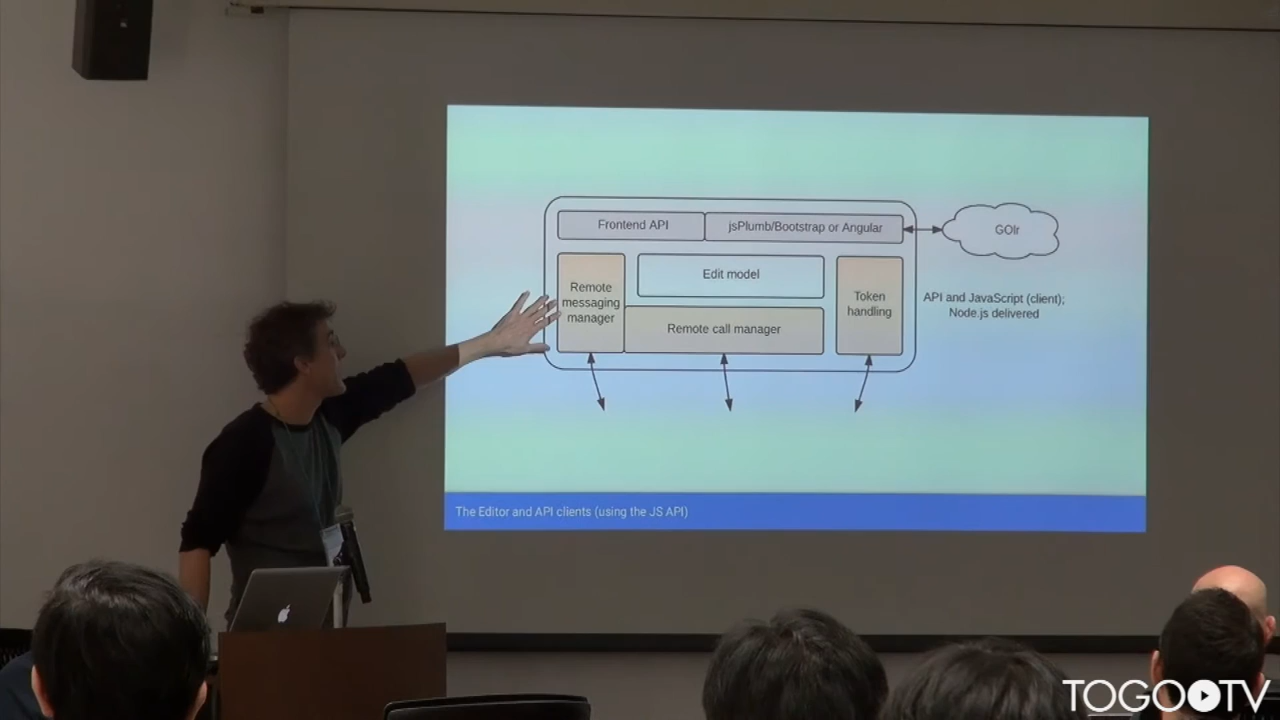 Frontend API
jsPlumb/Bootstrap or Angular
GOlr
Remote
messaging
manager
Edit model
Remote call manager
Token
handling
API and JavaScript (client);
Node.js delivered
The Editor and API clients (using the JS API)
TOGOTV